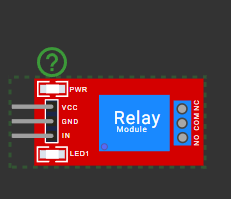 ?
PWR
VCC
GND
IN
LED1
Relay
Module
NO COM NC